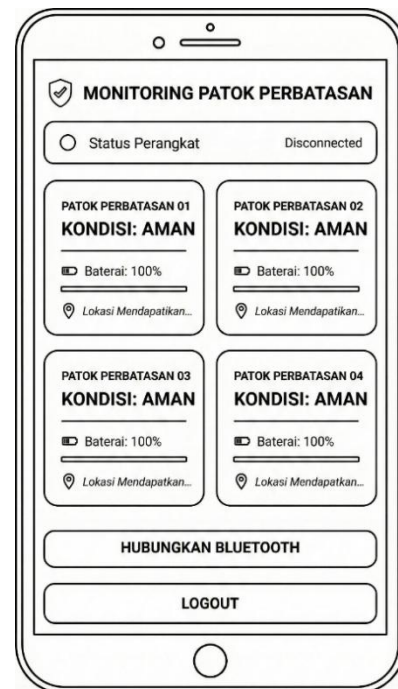 MONITORING PATOK PERBATASAN
Status Perangkat Disconnected
PATOK PERBATASAN 01
KONDISI: AMAN
Baterai: 100%
Lokasi Mendapatikan...
PATOK PERBATASAN 02
KONDISI: AMAN
Baterai: 100%
Lokasi Mendapatikan...
PATOK PERBATASAN 03
KONDISI: AMAN
Baterai: 100%
Lokasi Mendapatkan...
PATOK PERBATASAN 04
KONDISI: AMAN
Baterai: 100%
Lokasi Mendapatkan...
HUBUNGKAN BLUETOOTH
LOGOUT